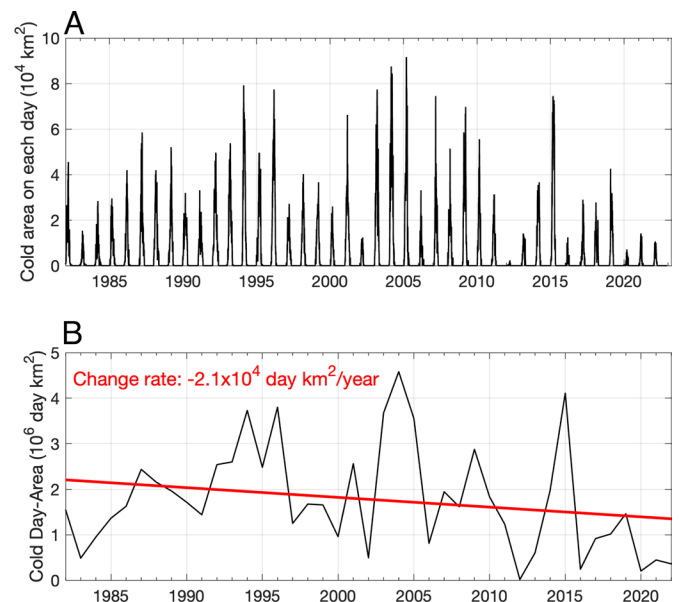 A
Cold area on each day (10⁴ km²)
10
8
6
4
2
0
1985 1990 1995 2000 2005 2010 2015 2020
B
Cold Day-Area (10⁶ day km²)
5
4
3
2
1
0
Change rate: -2.1x10⁴ day km²/year
1985 1990 1995 2000 2005 2010 2015 2020